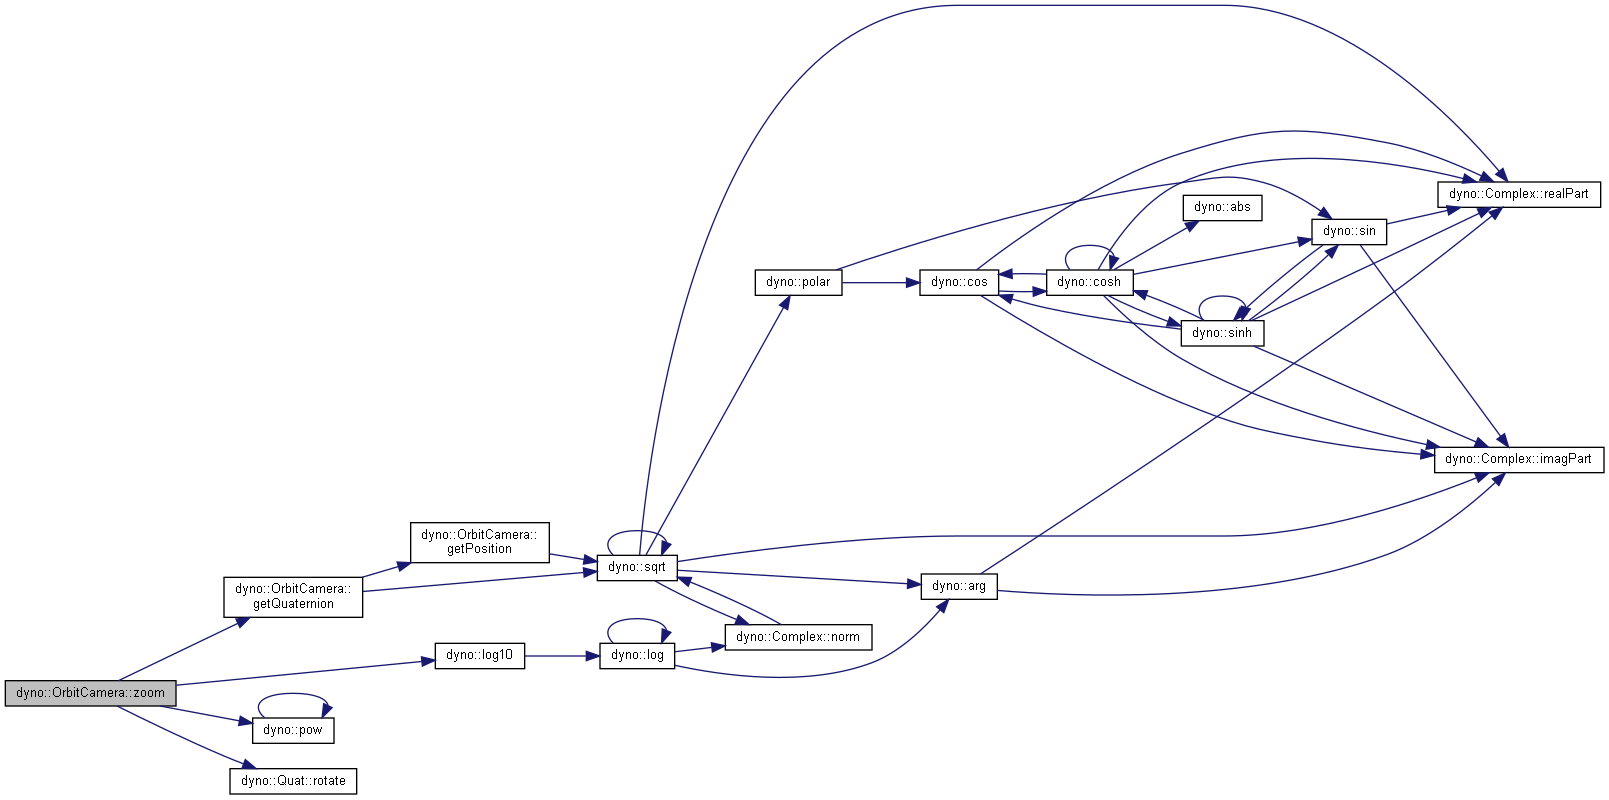 dyno::Complex::realPart
dyno::abs
dyno::sin
dyno::polar
dyno::cos
dyno::cosh
dyno::sinh
dyno::Complex::imagPart
dyno::OrbitCamera::
getPosition
dyno::sqrt
dyno::OrbitCamera::
getQuaternion
dyno::arg
dyno::Complex::norm
dyno::log10
dyno::log
dyno::OrbitCamera::zoom
dyno::pow
dyno::Quat::rotate